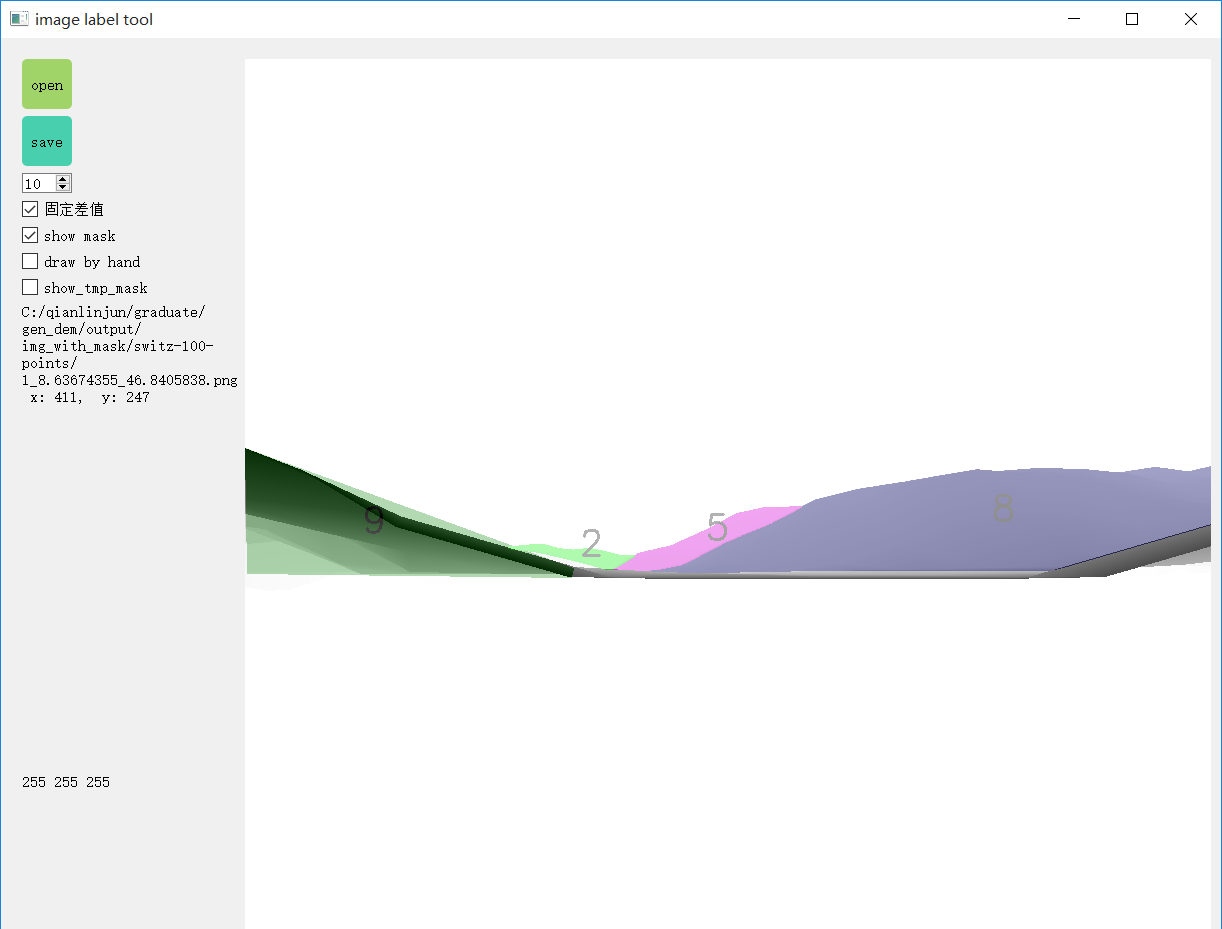 image label tool
open
save
10
固定差值
show mask
draw by hand
show_tmp_mask
C:/qianlinjun/graduate/
gen_dem/output/
img_with_mask/switz-100-
points/
1_8.63674355_46.8405838.png
x: 411, y: 247
9
2
5
8
255 255 255